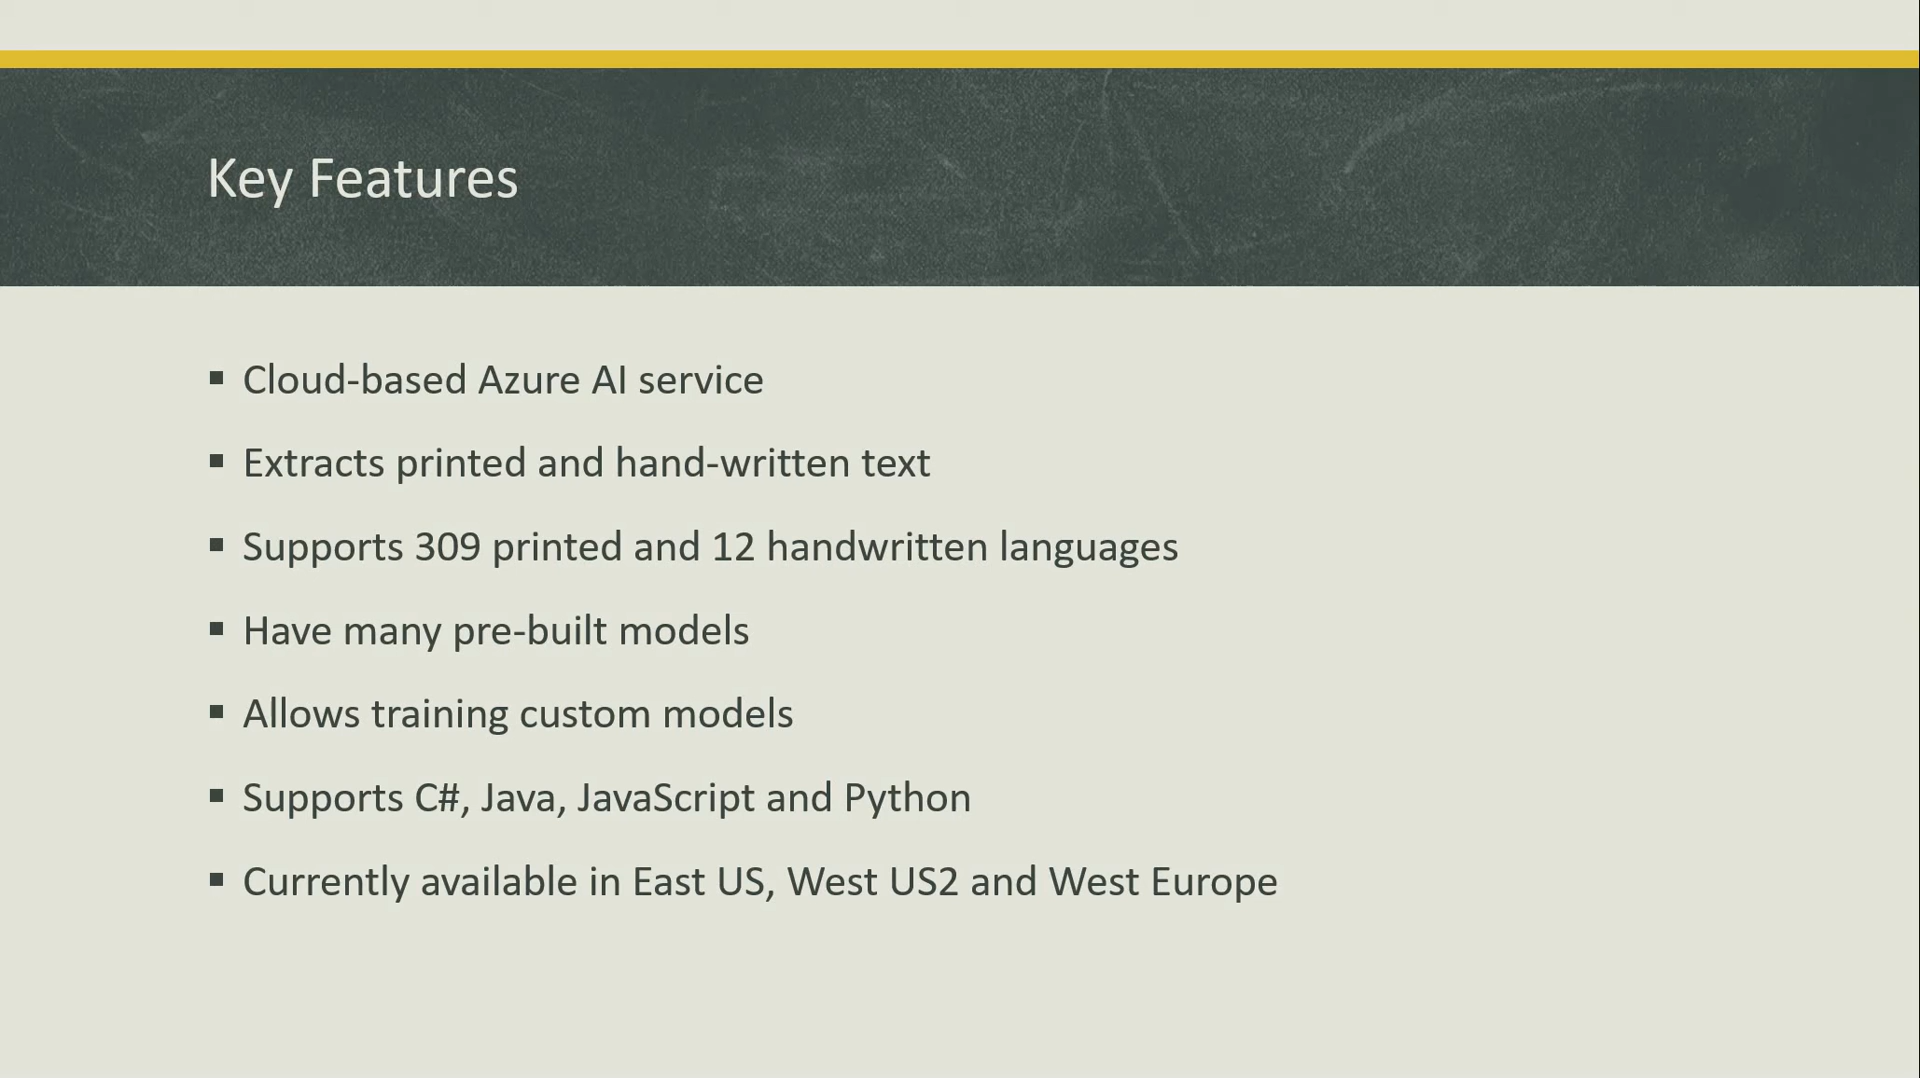 Key Features
▪ Cloud-based Azure AI service
▪ Extracts printed and hand-written text
▪ Supports 309 printed and 12 handwritten languages
▪ Have many pre-built models
▪ Allows training custom models
▪ Supports C#, Java, JavaScript and Python
▪ Currently available in East US, West US2 and West Europe